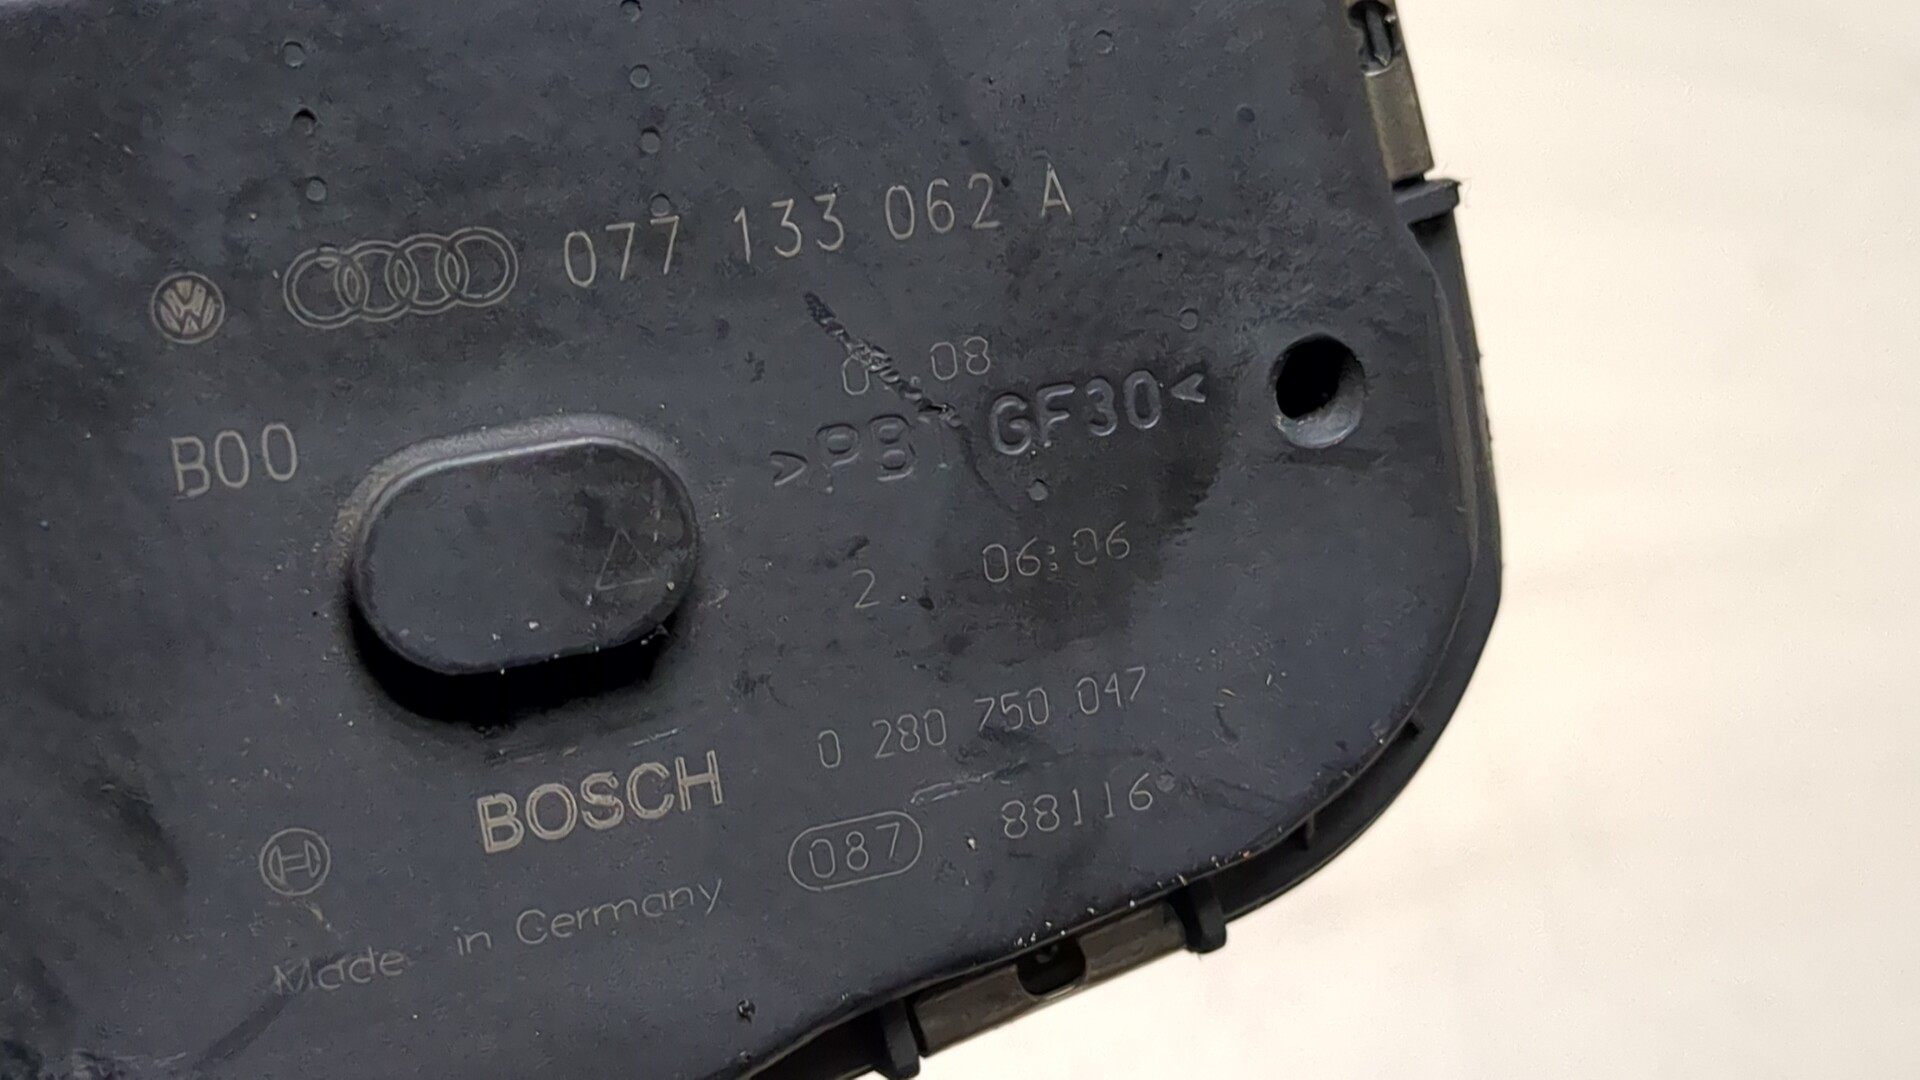 077 133 062 A
08
B00
GF30<
06:06
2
0 280 750 047
BOSCH
087 88116
Made in Germany